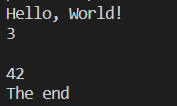 Hello, World!
3

42
The end